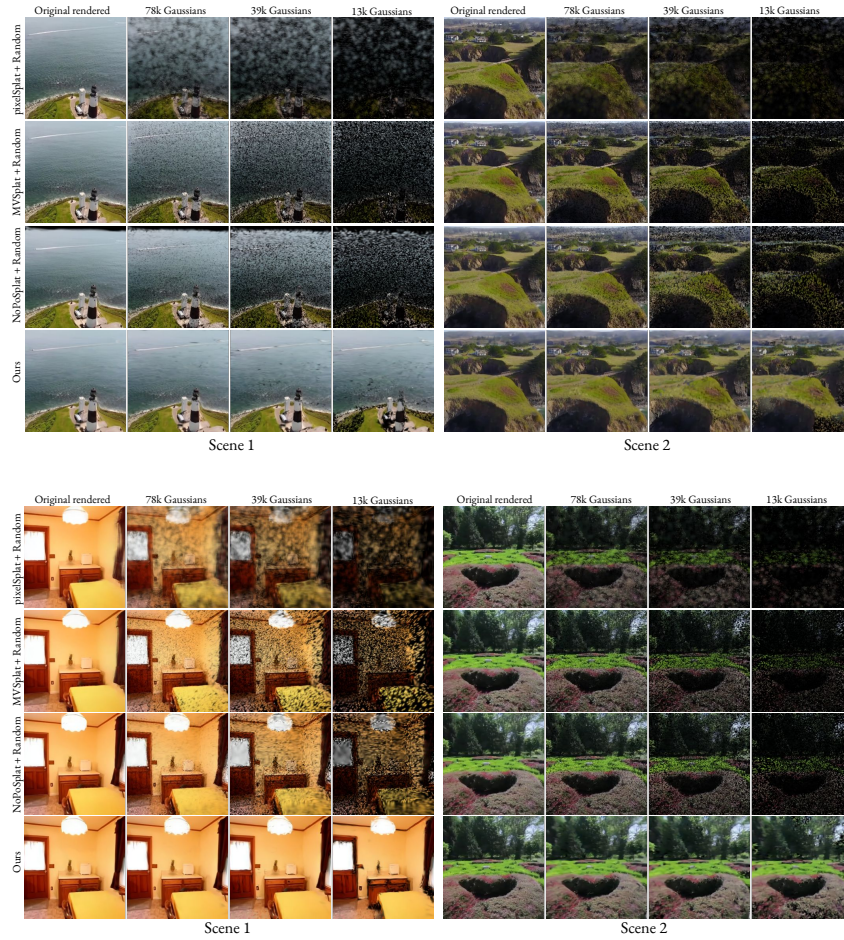 Original rendered 78k Gaussians 39k Gaussians 13k Gaussians Original rendered 78k Gaussians 39k Gaussians 13k Gaussians
pixelSplat + Random
MVSplat + Random
NoPoSplat + Random
Ours
Scene 1 Scene 2
Original rendered 78k Gaussians 39k Gaussians 13k Gaussians Original rendered 78k Gaussians 39k Gaussians 13k Gaussians
pixelSplat + Random
MVSplat + Random
NoPoSplat + Random
Ours
Scene 1 Scene 2